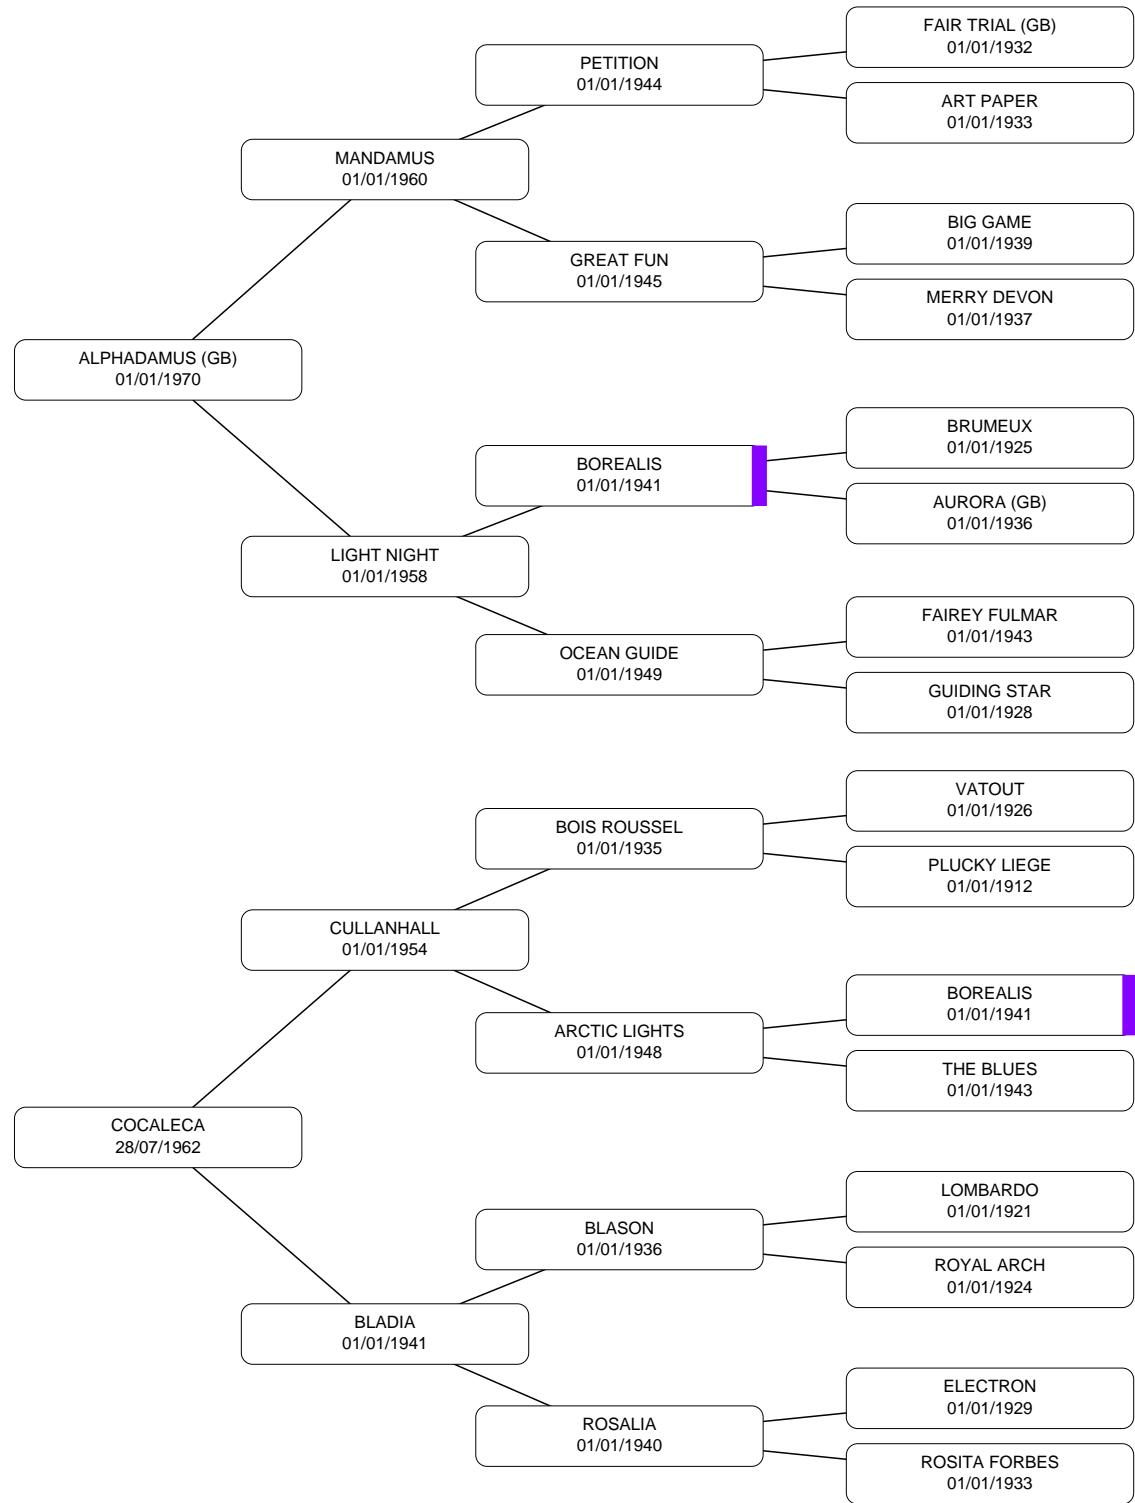 FAIR TRIAL (GB)
01/01/1932
PETITION
01/01/1944
ART PAPER
01/01/1933
MANDAMUS
01/01/1960
BIG GAME
01/01/1939
GREAT FUN
01/01/1945
MERRY DEVON
01/01/1937
ALPHADAMUS (GB)
01/01/1970
BRUMEUX
01/01/1925
BOREALIS
01/01/1941
AURORA (GB)
01/01/1936
LIGHT NIGHT
01/01/1958
FAIREY FULMAR
01/01/1943
OCEAN GUIDE
01/01/1949
GUIDING STAR
01/01/1928
VATOUT
01/01/1926
BOIS ROUSSEL
01/01/1935
PLUCKY LIEGE
01/01/1912
CULLANHALL
01/01/1954
BOREALIS
01/01/1941
ARCTIC LIGHTS
01/01/1948
THE BLUES
01/01/1943
COCALECA
28/07/1962
LOMBARDO
01/01/1921
BLASON
01/01/1936
ROYAL ARCH
01/01/1924
BLADIA
01/01/1941
ELECTRON
01/01/1929
ROSALIA
01/01/1940
ROSITA FORBES
01/01/1933